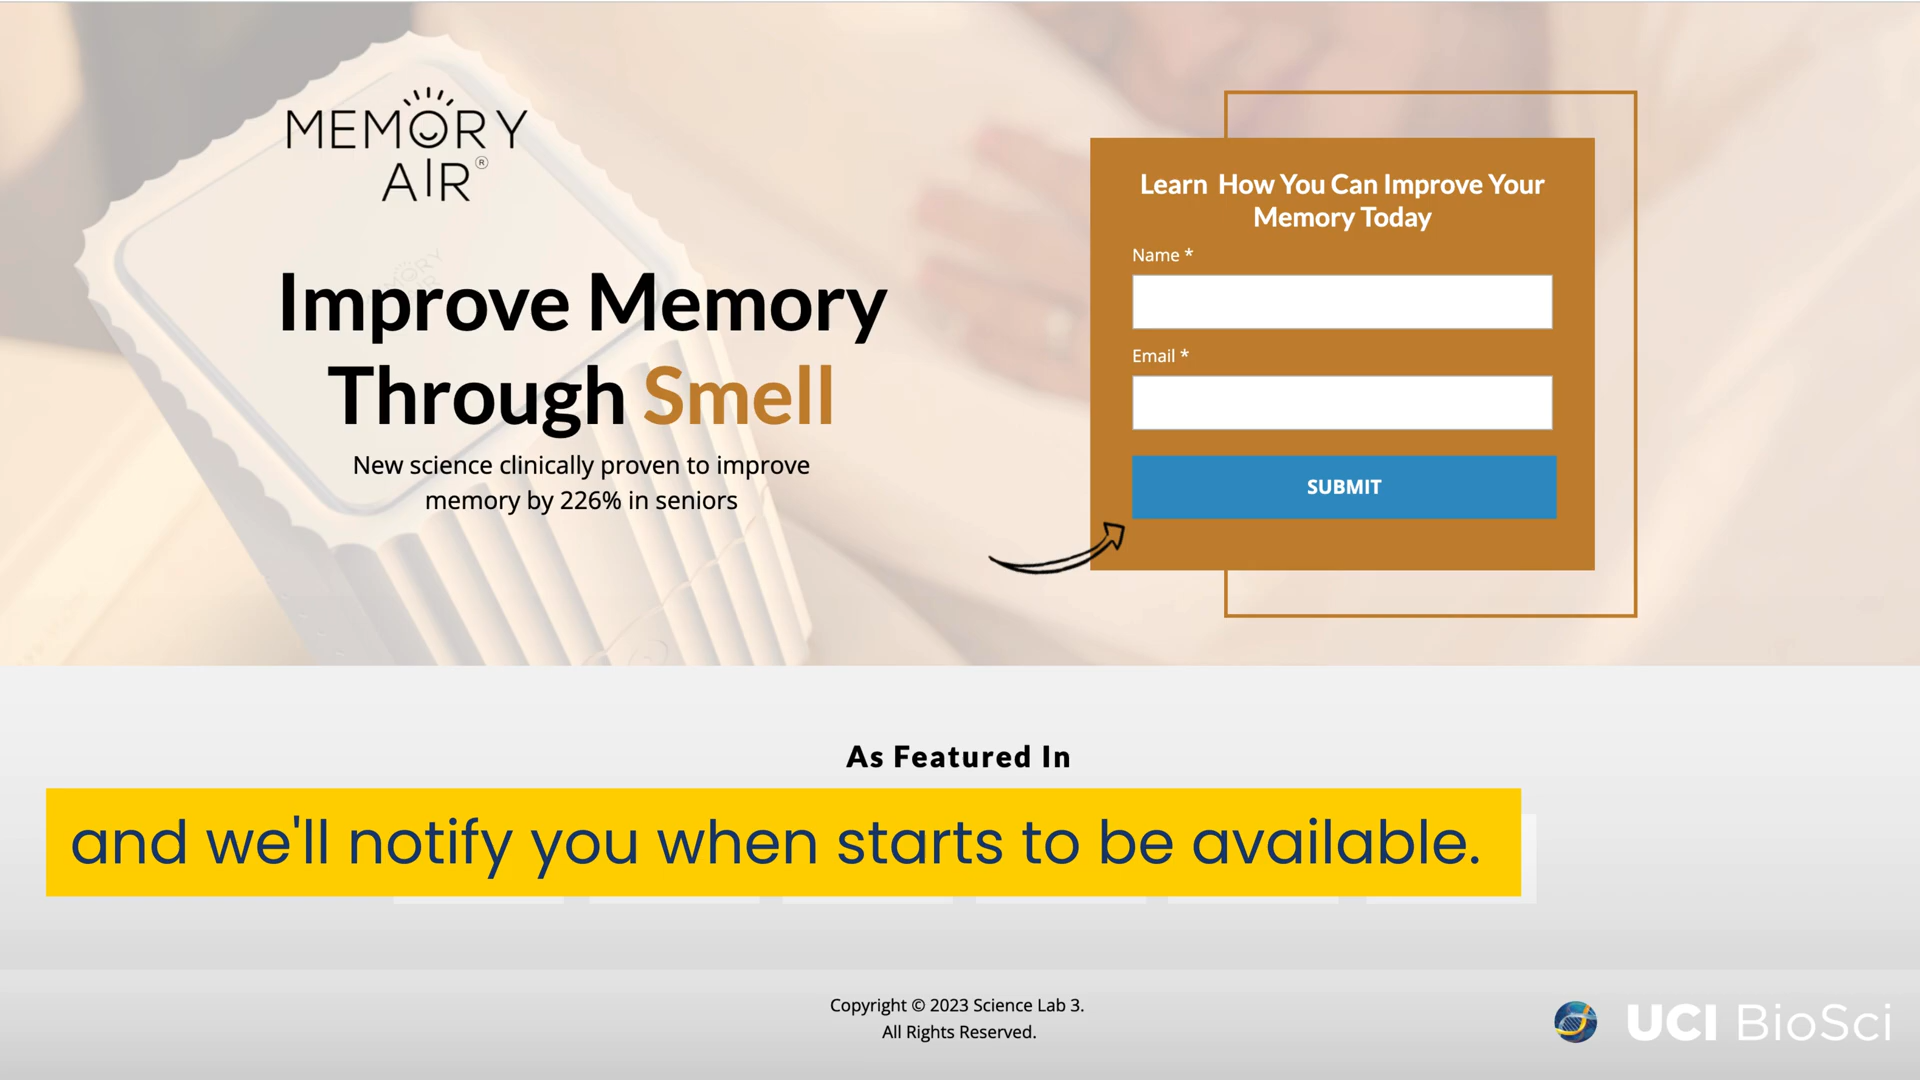 MEMORY
AIR®
Improve Memory
Through Smell
New science clinically proven to improve
memory by 226% in seniors
Learn How You Can Improve Your
Memory Today
Name *
Email *
SUBMIT
As Featured In
and we'll notify you when starts to be available.
Copyright © 2023 Science Lab 3.
All Rights Reserved.
UCI BioSci